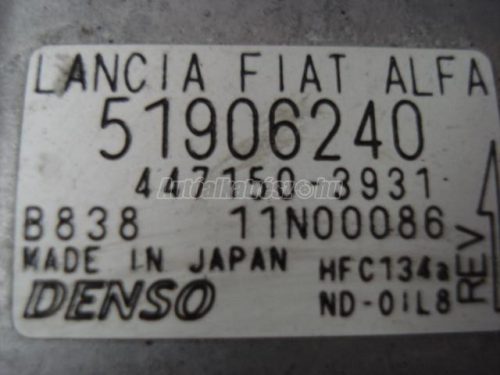 LANCIA FIAT ALFA
51906240
447150-3931
B838 11N00086
MADE IN JAPAN HFC134a
DENSO ND-OIL8
REV